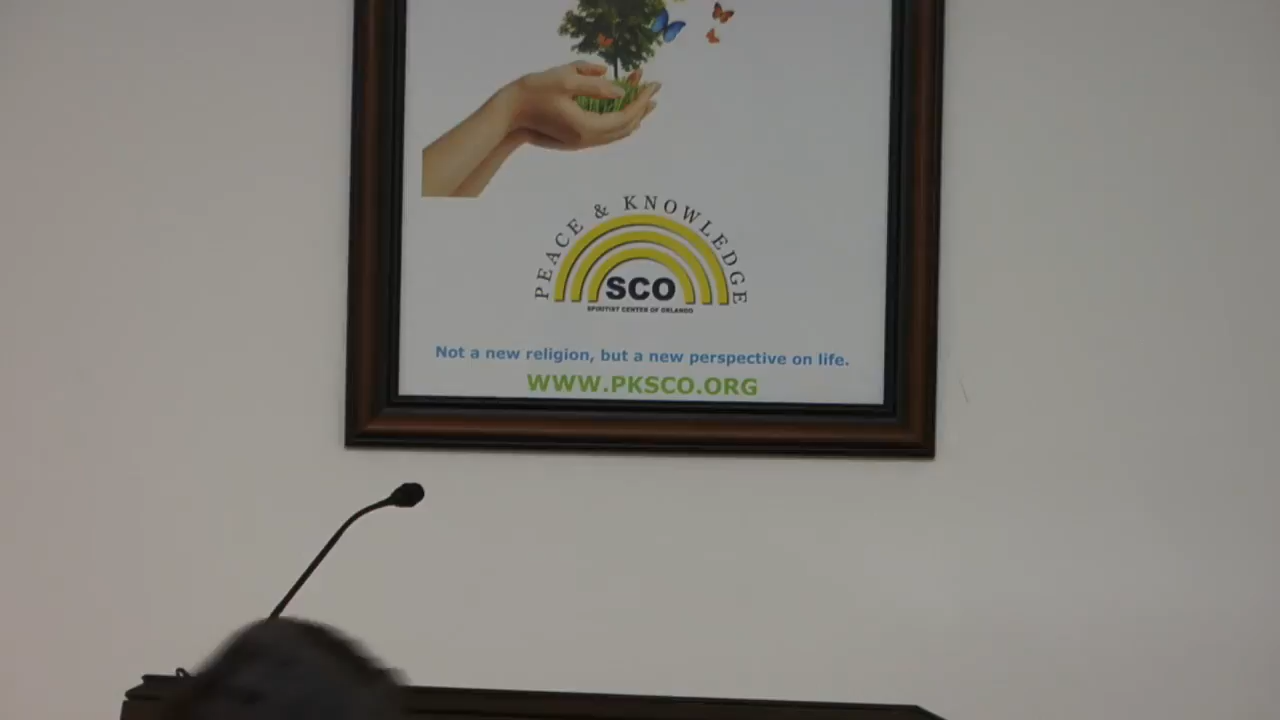 PEACE & KNOWLEDGE
SCO
SPIRITIST CENTER OF ORLANDO
Not a new religion, but a new perspective on life.
WWW.PKSCO.ORG